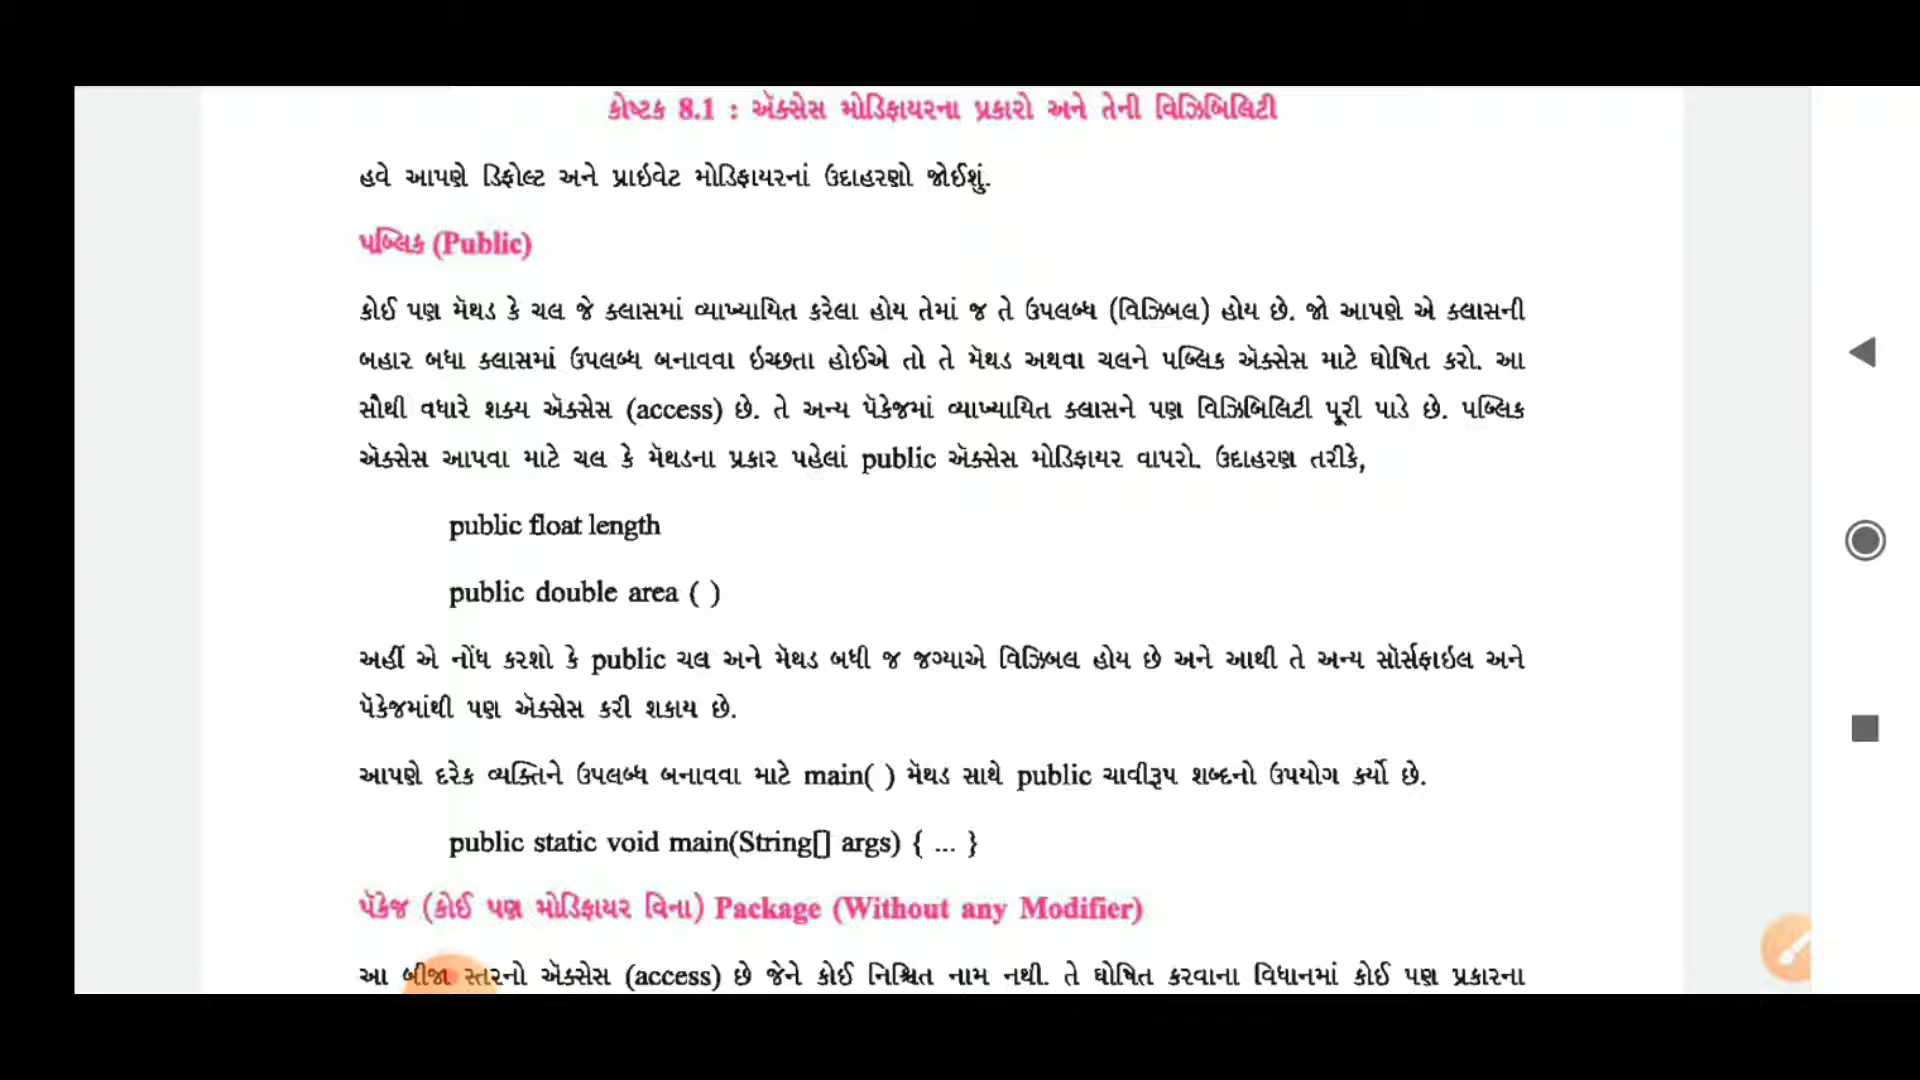 કોષ્ટક 8.1 : ઍક્સેસ મોડિફાયરના પ્રકારો અને તેની વિઝિબિલિટી
હવે આપણે ડિફોલ્ટ અને પ્રાઇવેટ મોડિફાયરનાં ઉદાહરણો જોઈશું.
પબ્લિક (Public)
કોઈ પણ મૅથડ કે ચલ જે ક્લાસમાં વ્યાખ્યાયિત કરેલા હોય તેમાં જ તે ઉપલબ્ધ (વિઝિબલ) હોય છે. જો આપણે એ ક્લાસની
બહાર બધા ક્લાસમાં ઉપલબ્ધ બનાવવા ઇચ્છતા હોઈએ તો તે મૅથડ અથવા ચલને પબ્લિક ઍક્સેસ માટે ઘોષિત કરો. આ
સૌથી વધારે શક્ય ઍક્સેસ (access) છે. તે અન્ય પૅકેજમાં વ્યાખ્યાયિત ક્લાસને પણ વિઝિબિલિટી પૂરી પાડે છે. પબ્લિક
ઍક્સેસ આપવા માટે ચલ કે મૅથડના પ્રકાર પહેલાં public ઍક્સેસ મોડિફાયર વાપરો. ઉદાહરણ તરીકે,
public float length
public double area ( )
અહીં એ નોંધ કરશો કે public ચલ અને મૅથડ બધી જ જગ્યાએ વિઝિબલ હોય છે અને આથી તે અન્ય સૉર્સફાઇલ અને
પૅકેજમાંથી પણ ઍક્સેસ કરી શકાય છે.
આપણે દરેક વ્યક્તિને ઉપલબ્ધ બનાવવા માટે main( ) મૅથડ સાથે public ચાવીરૂપ શબ્દનો ઉપયોગ કર્યો છે.
public static void main(String[] args) { ... }
પૅકેજ (કોઈ પણ મોડિફાયર વિના) Package (Without any Modifier)
આ બીજા સ્તરનો ઍક્સેસ (access) છે જેને કોઈ નિશ્ચિત નામ નથી. તે ઘોષિત કરવાના વિધાનમાં કોઈ પણ પ્રકારના